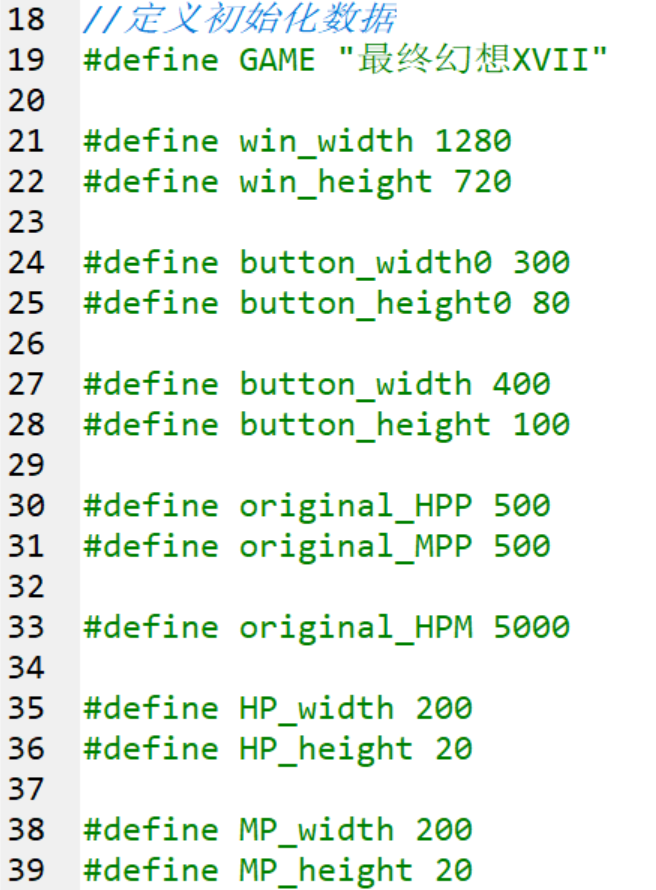 18 //定义初始化数据
19 #define GAME "最终幻想XVII"
20
21 #define win_width 1280
22 #define win_height 720
23
24 #define button_width0 300
25 #define button_height0 80
26
27 #define button_width 400
28 #define button_height 100
29
30 #define original_HPP 500
31 #define original_MPP 500
32
33 #define original_HPM 5000
34
35 #define HP_width 200
36 #define HP_height 20
37
38 #define MP_width 200
39 #define MP_height 20